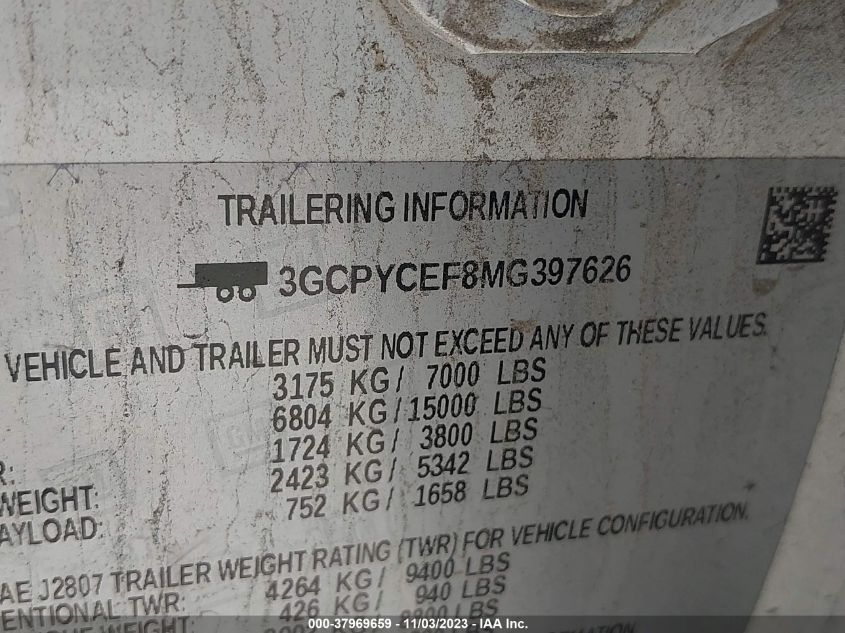 TRAILERING INFORMATION
3GCPYCEF8MG397626
VEHICLE AND TRAILER MUST NOT EXCEED ANY OF THESE VALUES.
3175 KG/ 7000 LBS
6804 KG/15000 LBS
1724 KG/ 3800 LBS
R: 2423 KG/ 5342 LBS
WEIGHT: 752 KG/ 1658 LBS
AYLOAD:
AE J2807 TRAILER WEIGHT RATING (TWR) FOR VEHICLE CONFIGURATION.
ENTIONAL TWR: 4264 KG/ 9400 LBS
426 KG/ 940 LBS
000-37969659 - 11/03/2023 - IAA Inc.